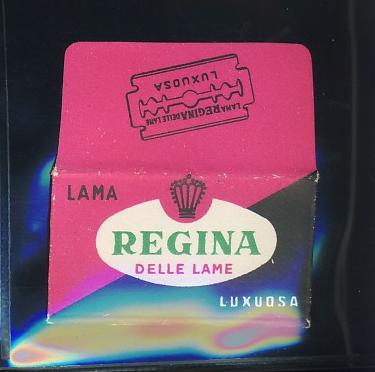 LUXUOSA
LAMA REGINA DELLE LAME
LAMA
REGINA
DELLE LAME
LUXUOSA